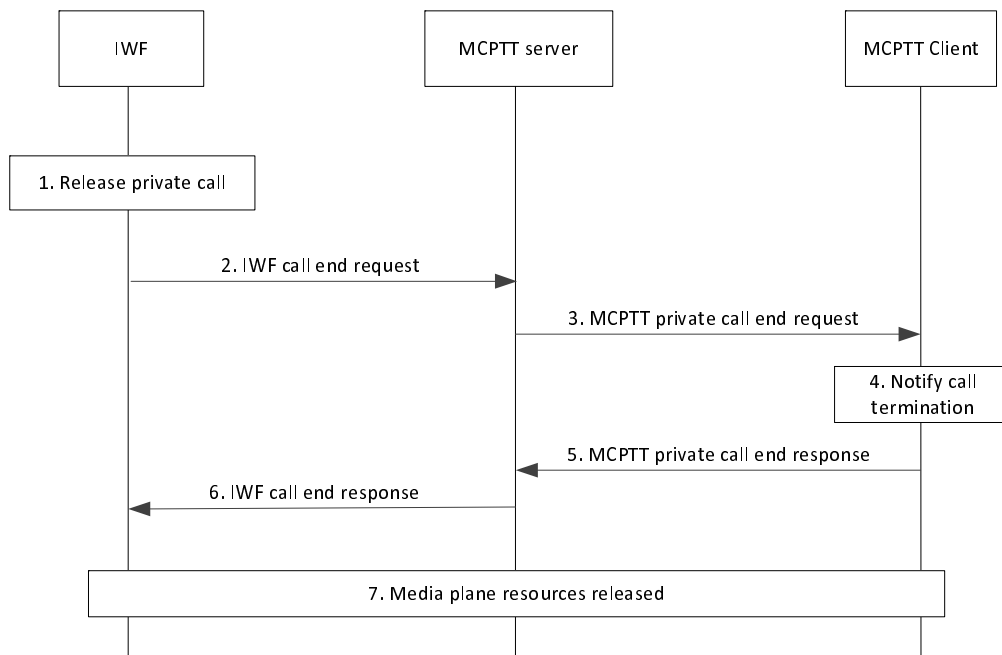 IWF
MCPTT server
MCPTT Client
1. Release private call
2. IWF call end request
3. MCPTT private call end request
4. Notify call
termination
5. MCPTT private call end response
6. IWF call end response
7. Media plane resources released